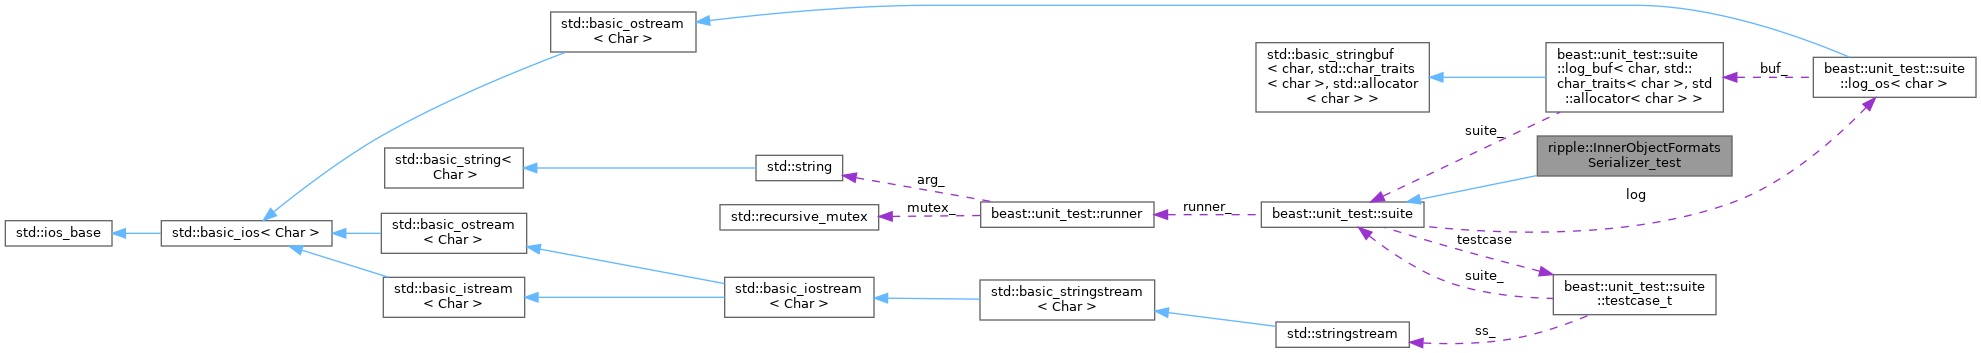 std::basic_ostream
< Char >
std::basic_stringbuf
< char, std::char_traits
< char >, std::allocator
< char > >
beast::unit_test::suite
::log_buf< char, std::
char_traits< char >, std
::allocator< char > >
buf_
beast::unit_test::suite
::log_os< char >
suite_
ripple::InnerObjectFormats
Serializer_test
std::basic_string<
Char >
std::string
arg_
log
std::recursive_mutex
mutex_
beast::unit_test::runner
runner_
beast::unit_test::suite
std::ios_base
std::basic_ios< Char >
std::basic_ostream
< Char >
testcase
suite_
std::basic_istream
< Char >
std::basic_iostream
< Char >
std::basic_stringstream
< Char >
beast::unit_test::suite
::testcase_t
ss_
std::stringstream